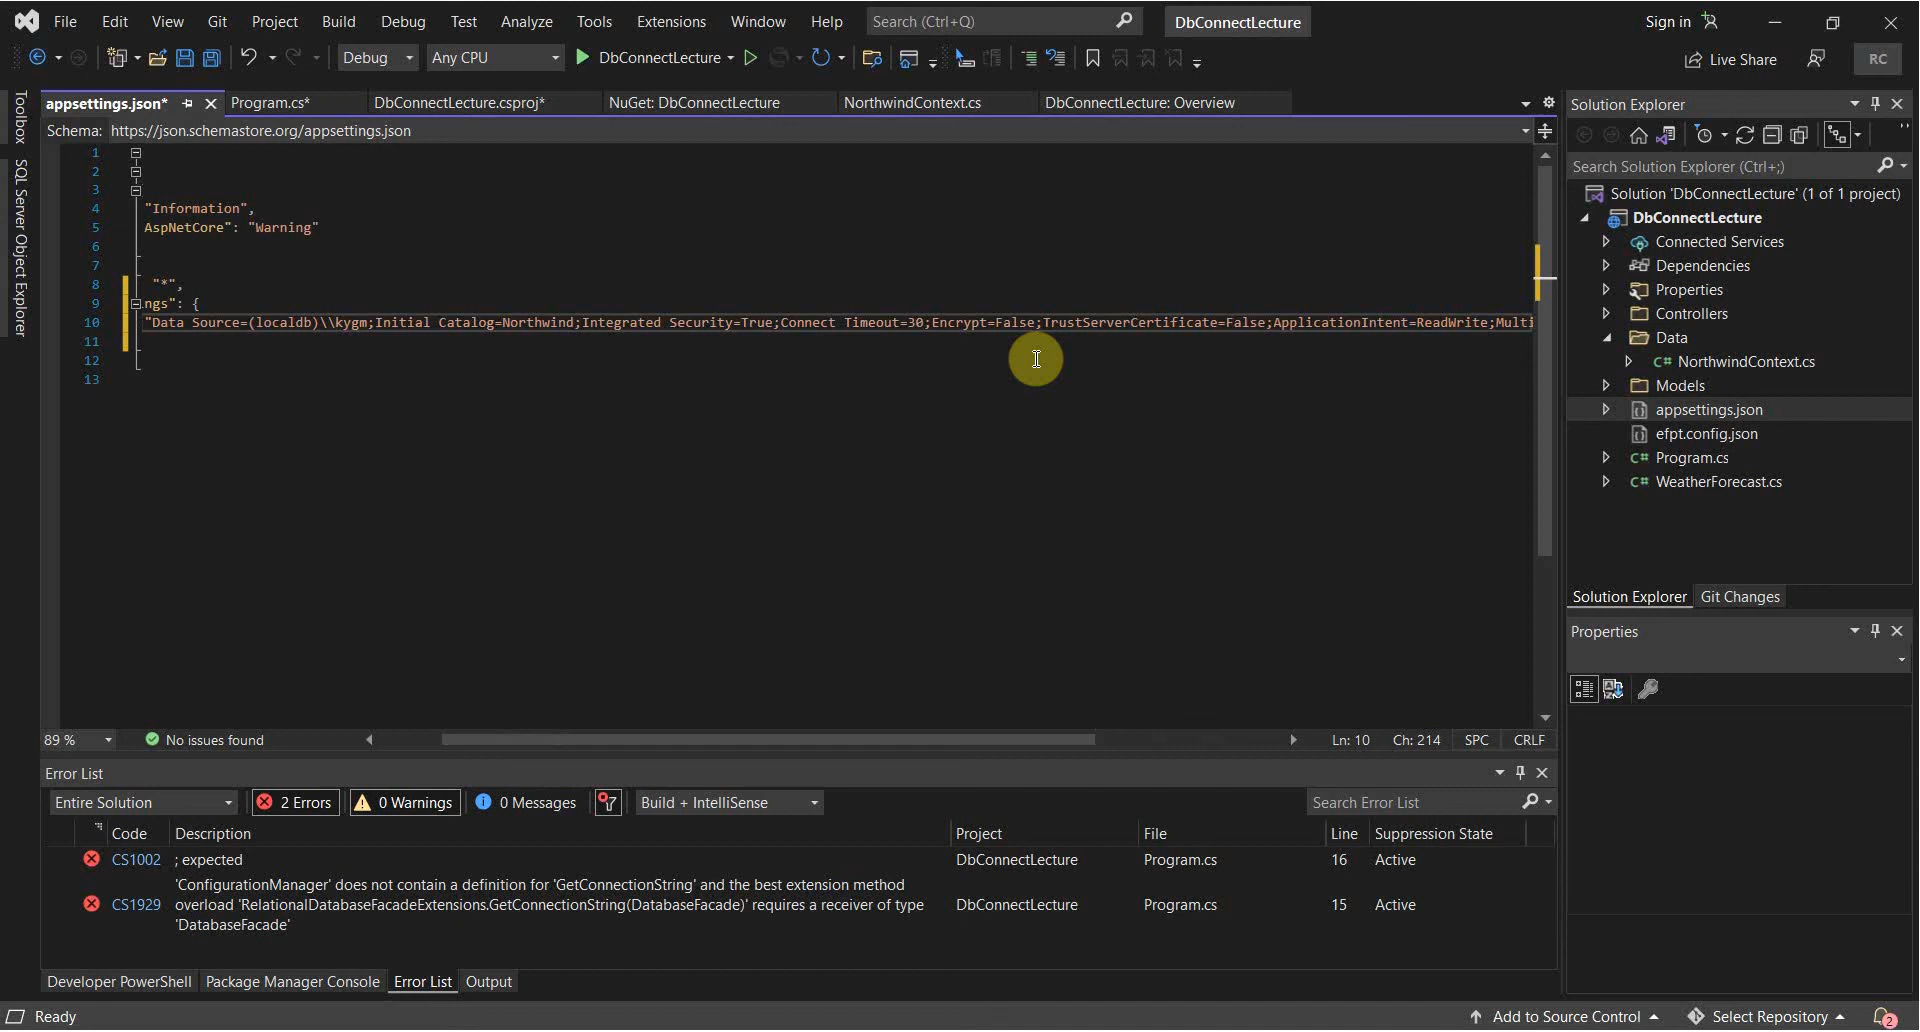 File Edit View Git Project Build Debug Test Analyze Tools Extensions Window Help Search (Ctrl+Q) DbConnectLecture Sign in
Debug Any CPU DbConnectLecture Live Share RC
Toolbox
SQL Server Object Explorer
appsettings.json* Program.cs* DbConnectLecture.csproj* NuGet: DbConnectLecture NorthwindContext.cs DbConnectLecture: Overview
Schema: https://json.schemastore.org/appsettings.json
1
2
3
4 "Information",
5 AspNetCore": "Warning"
6
7
8 "*",
9 ngs": {
10 "Data Source=(localdb)\\kygm;Initial Catalog=Northwind;Integrated Security=True;Connect Timeout=30;Encrypt=False;TrustServerCertificate=False;ApplicationIntent=ReadWrite;Multi
11
12
13
89 % No issues found Ln: 10 Ch: 214 SPC CRLF
Error List
Entire Solution 2 Errors 0 Warnings 0 Messages Build + IntelliSense Search Error List
Code Description Project File Line Suppression State
CS1002 ; expected DbConnectLecture Program.cs 16 Active
'ConfigurationManager' does not contain a definition for 'GetConnectionString' and the best extension method
CS1929 overload 'RelationalDatabaseFacadeExtensions.GetConnectionString(DatabaseFacade)' requires a receiver of type DbConnectLecture Program.cs 15 Active
'DatabaseFacade'
Developer PowerShell Package Manager Console Error List Output
Solution Explorer
Search Solution Explorer (Ctrl+;)
Solution 'DbConnectLecture' (1 of 1 project)
DbConnectLecture
Connected Services
Dependencies
Properties
Controllers
Data
C# NorthwindContext.cs
Models
appsettings.json
efpt.config.json
C# Program.cs
C# WeatherForecast.cs
Solution Explorer Git Changes
Properties
Ready Add to Source Control Select Repository 2